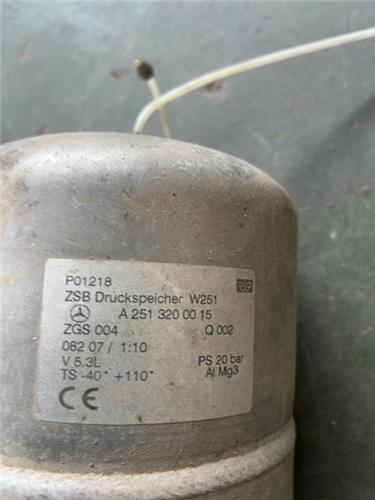 P01218
ZSB Druckspeicher W251
A 251 320 00 15
ZGS 004 Q 002
082 07 / 1:10
V 5.3L PS 20 bar
TS -40° +110° Al Mg3
CE